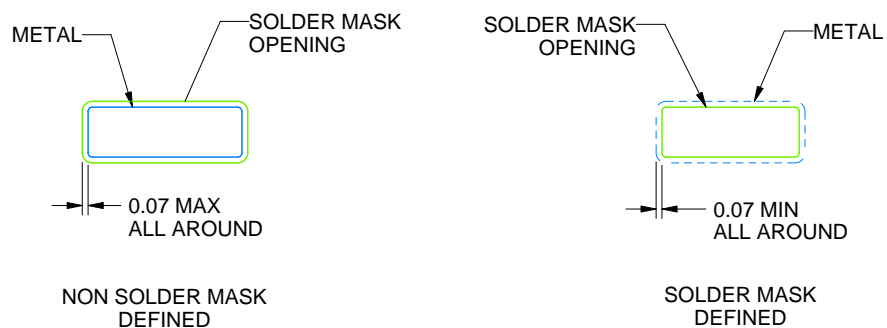 METAL
SOLDER MASK
OPENING
0.07 MAX
ALL AROUND
NON SOLDER MASK
DEFINED
SOLDER MASK
OPENING
METAL
0.07 MIN
ALL AROUND
SOLDER MASK
DEFINED